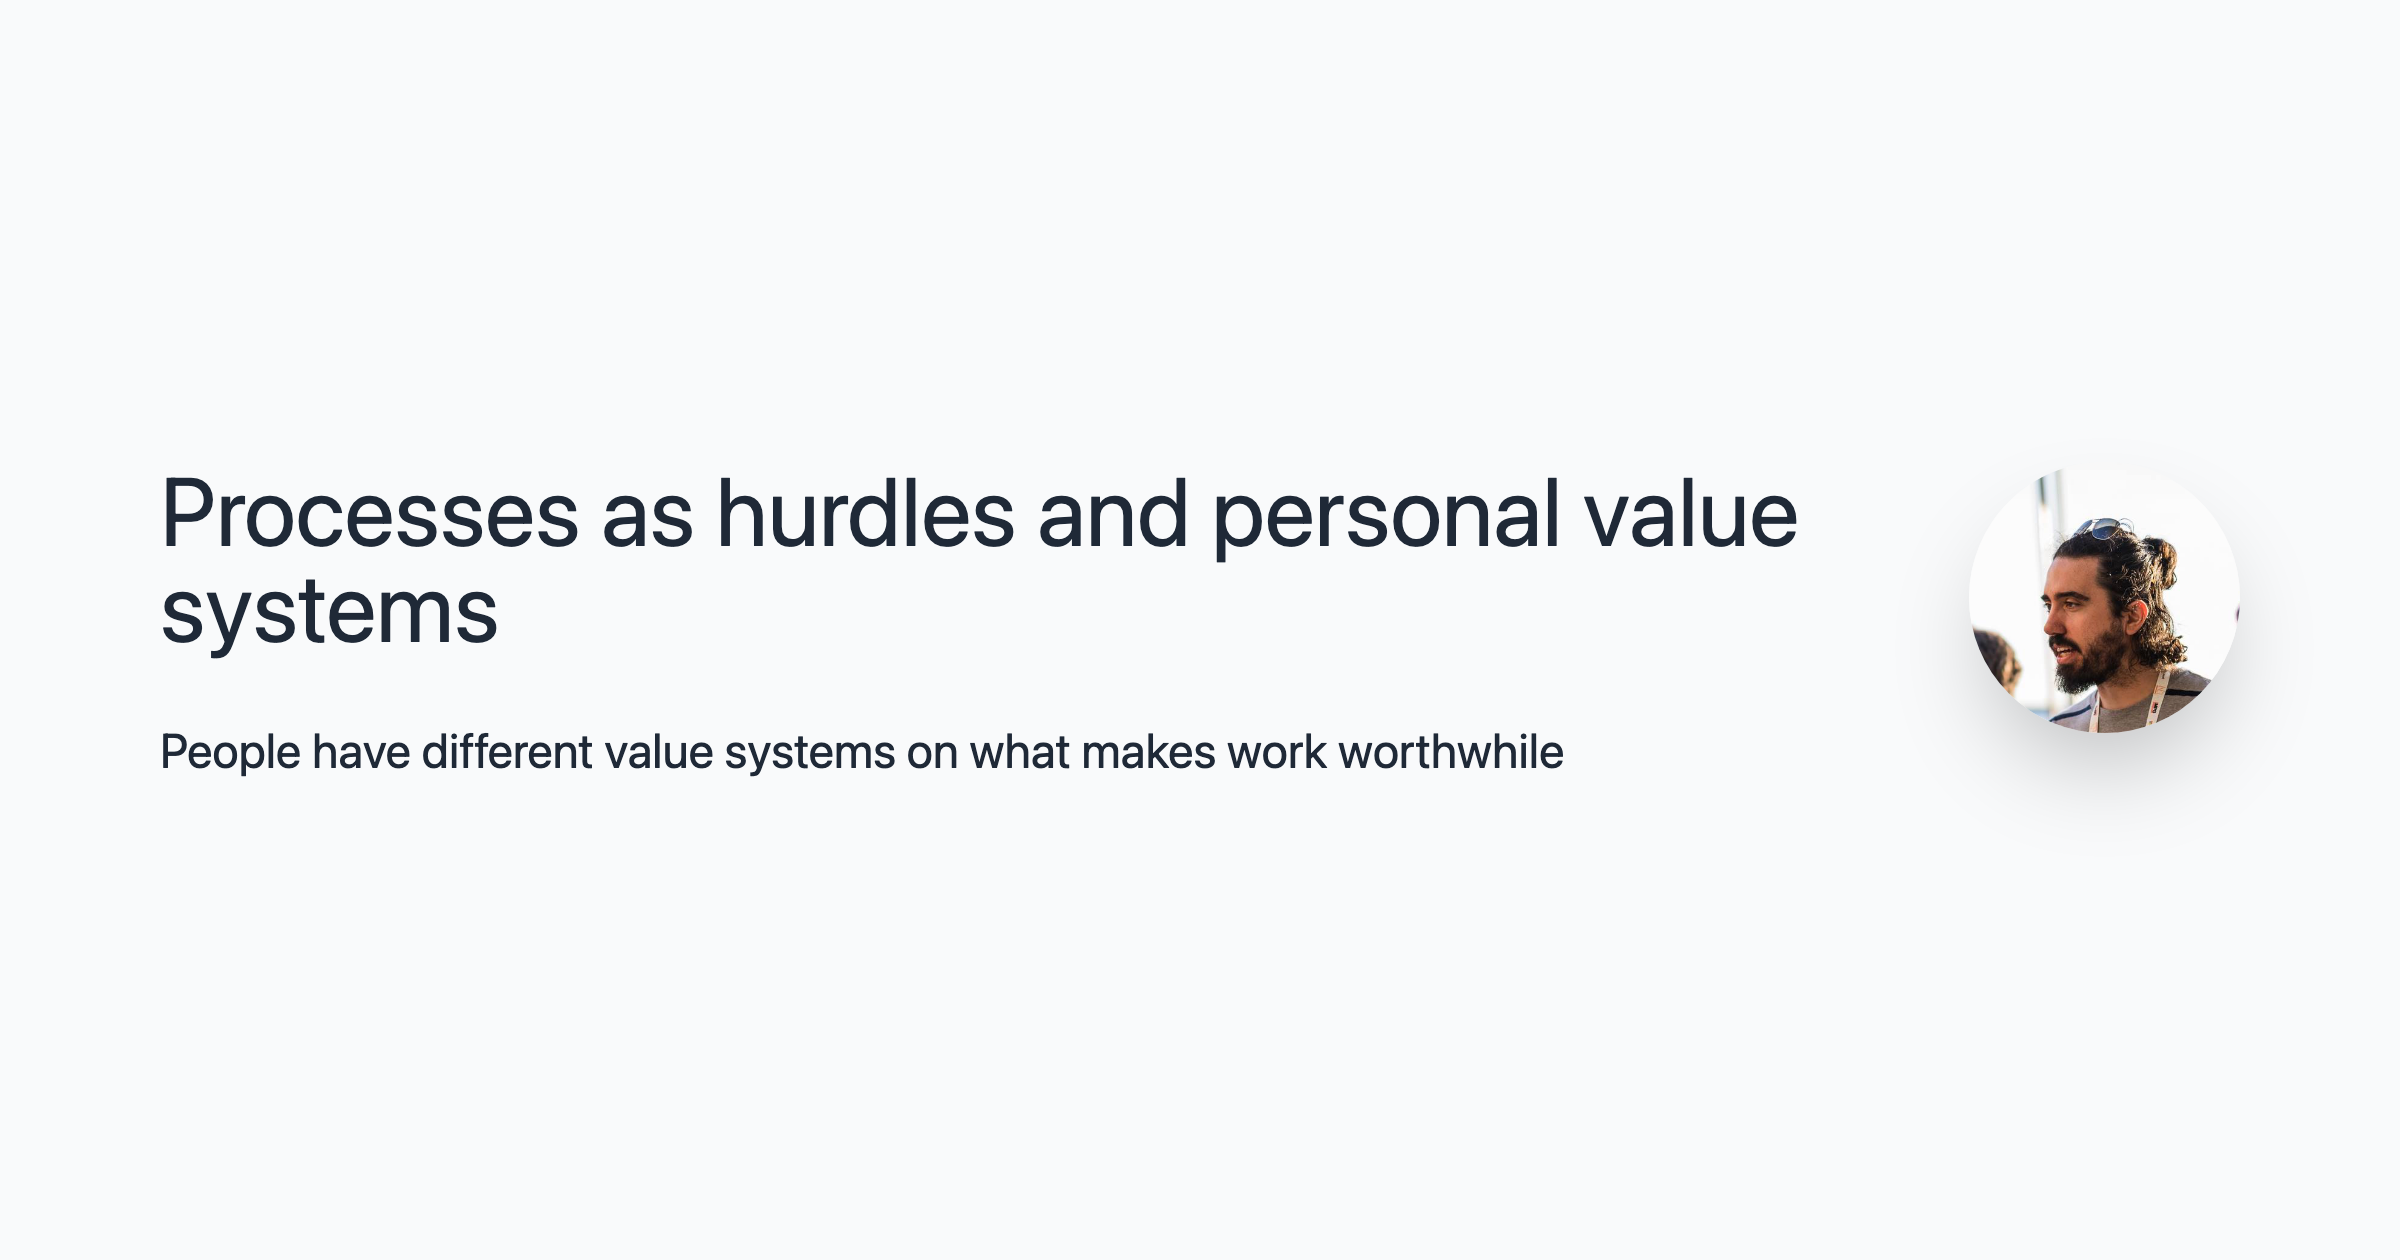 Processes as hurdles and personal value
systems
People have different value systems on what makes work worthwhile